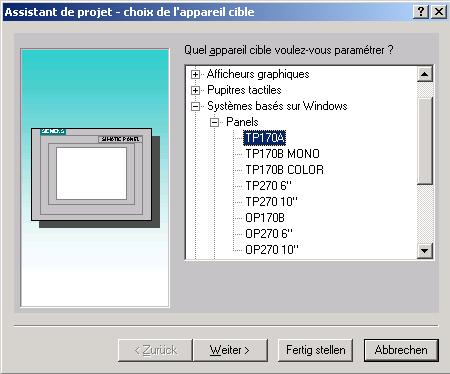 Assistant de projet - choix de l'appareil cible
Quel appareil cible voulez-vous paramétrer ?
Afficheurs graphiques
Pupitres tactiles
Systèmes basés sur Windows
Panels
TP170A
TP170B MONO
TP170B COLOR
TP270 6''
TP270 10''
OP170B
OP270 6''
OP270 10''
SIEMENS
SIMATIC PANEL
< Zurück
Weiter >
Fertig stellen
Abbrechen